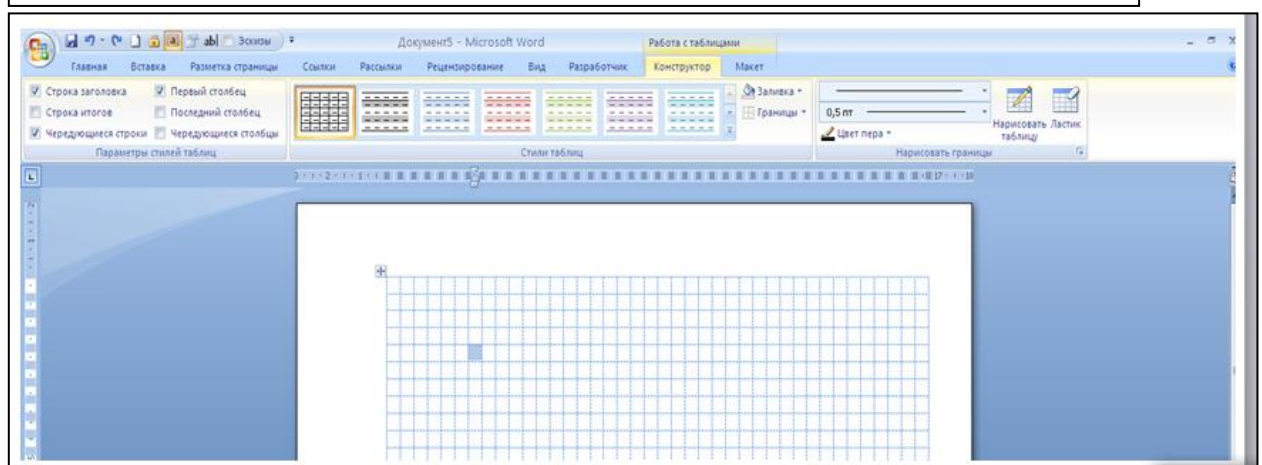 abl Эскизы Документ5 - Microsoft Word Работа с таблицами
Главная Вставка Разметка страницы Ссылки Рассылки Рецензирование Вид Разработчик Конструктор Макет
Строка заголовка Первый столбец Заливка
Строка итогов Последний столбец Границы 0,5 пт Нарисовать таблицу Ластик
Чередующиеся строки Чередующиеся столбцы Цвет пера
Параметры стилей таблиц Стили таблиц Нарисовать границы